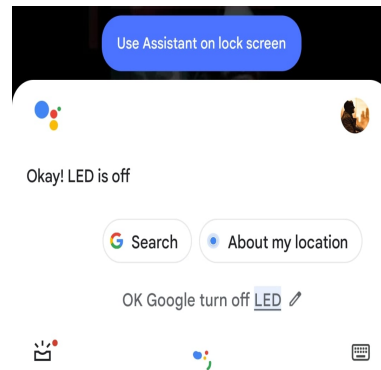 Use Assistant on lock screen
Okay! LED is off
Search
About my location
OK Google turn off LED